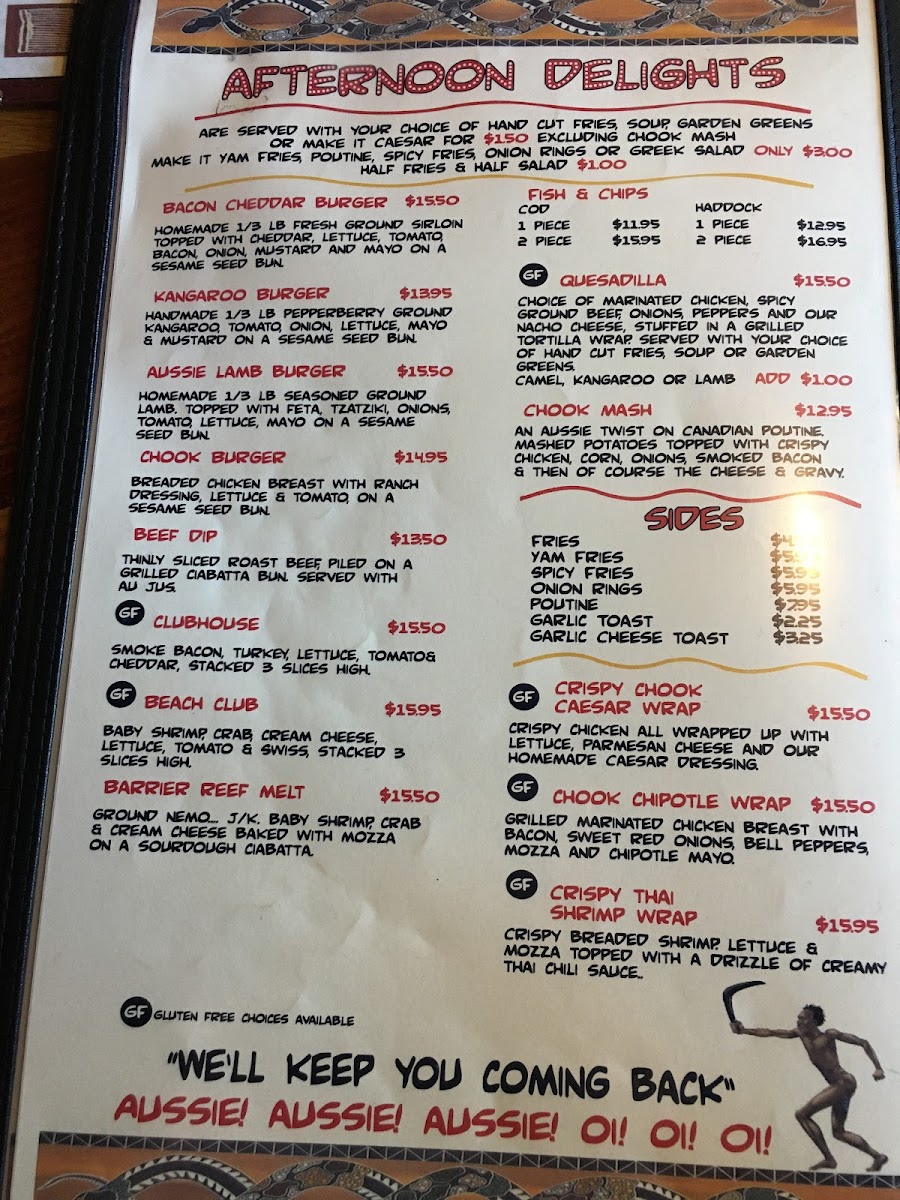 AFTERNOON DELIGHTS
ARE SERVED WITH YOUR CHOICE OF HAND CUT FRIES, SOUP, GARDEN GREENS
OR MAKE IT CAESAR FOR $1.50 EXCLUDING CHOOK MASH
MAKE IT YAM FRIES, POUTINE, SPICY FRIES, ONION RINGS OR GREEK SALAD ONLY $3.00
HALF FRIES & HALF SALAD $1.00
BACON CHEDDAR BURGER $15.50
HOMEMADE 1/3 LB FRESH GROUND SIRLOIN
TOPPED WITH CHEDDAR, LETTUCE, TOMATO,
BACON, ONION, MUSTARD AND MAYO ON A
SESAME SEED BUN.
KANGAROO BURGER $13.95
HANDMADE 1/3 LB PEPPERBERRY GROUND
KANGAROO, TOMATO, ONION, LETTUCE, MAYO
& MUSTARD ON A SESAME SEED BUN.
AUSSIE LAMB BURGER $15.50
HOMEMADE 1/3 LB SEASONED GROUND
LAMB. TOPPED WITH FETA, TZATZIKI, ONIONS,
TOMATO, LETTUCE, MAYO ON A SESAME
SEED BUN.
CHOOK BURGER $14.95
BREADED CHICKEN BREAST WITH RANCH
DRESSING, LETTUCE & TOMATO, ON A
SESAME SEED BUN.
BEEF DIP $13.50
THINLY SLICED ROAST BEEF, PILED ON A
GRILLED CIABATTA BUN. SERVED WITH
AU JUS.
GF CLUBHOUSE $15.50
SMOKE BACON, TURKEY, LETTUCE, TOMATO&
CHEDDAR, STACKED 3 SLICES HIGH.
GF BEACH CLUB $15.95
BABY SHRIMP, CRAB, CREAM CHEESE,
LETTUCE, TOMATO & SWISS, STACKED 3
SLICES HIGH.
BARRIER REEF MELT $15.50
GROUND NEMO... J/K. BABY SHRIMP, CRAB
& CREAM CHEESE BAKED WITH MOZZA
ON A SOURDOUGH CIABATTA.
FISH & CHIPS
COD HADDOCK
1 PIECE $11.95 1 PIECE $12.95
2 PIECE $15.95 2 PIECE $16.95
GF QUESADILLA $15.50
CHOICE OF MARINATED CHICKEN, SPICY
GROUND BEEF, ONIONS, PEPPERS AND OUR
NACHO CHEESE, STUFFED IN A GRILLED
TORTILLA WRAP. SERVED WITH YOUR CHOICE
OF HAND CUT FRIES, SOUP OR GARDEN
GREENS.
CAMEL, KANGAROO OR LAMB ADD $1.00
CHOOK MASH $12.95
AN AUSSIE TWIST ON CANADIAN POUTINE.
MASHED POTATOES TOPPED WITH CRISPY
CHICKEN, CORN, ONIONS, SMOKED BACON
& THEN OF COURSE THE CHEESE & GRAVY.
SIDES
FRIES
YAM FRIES
SPICY FRIES $5.95
ONION RINGS $5.95
POUTINE $7.95
GARLIC TOAST $2.25
GARLIC CHEESE TOAST $3.25
GF CRISPY CHOOK
CAESAR WRAP $15.50
CRISPY CHICKEN ALL WRAPPED UP WITH
LETTUCE, PARMESAN CHEESE AND OUR
HOMEMADE CAESAR DRESSING.
GF CHOOK CHIPOTLE WRAP $15.50
GRILLED MARINATED CHICKEN BREAST WITH
BACON, SWEET RED ONIONS, BELL PEPPERS,
MOZZA AND CHIPOTLE MAYO.
GF CRISPY THAI
SHRIMP WRAP $15.95
CRISPY BREADED SHRIMP, LETTUCE &
MOZZA TOPPED WITH A DRIZZLE OF CREAMY
THAI CHILI SAUCE..
GF GLUTEN FREE CHOICES AVAILABLE
"WE'LL KEEP YOU COMING BACK"
AUSSIE! AUSSIE! AUSSIE! OI! OI! OI!